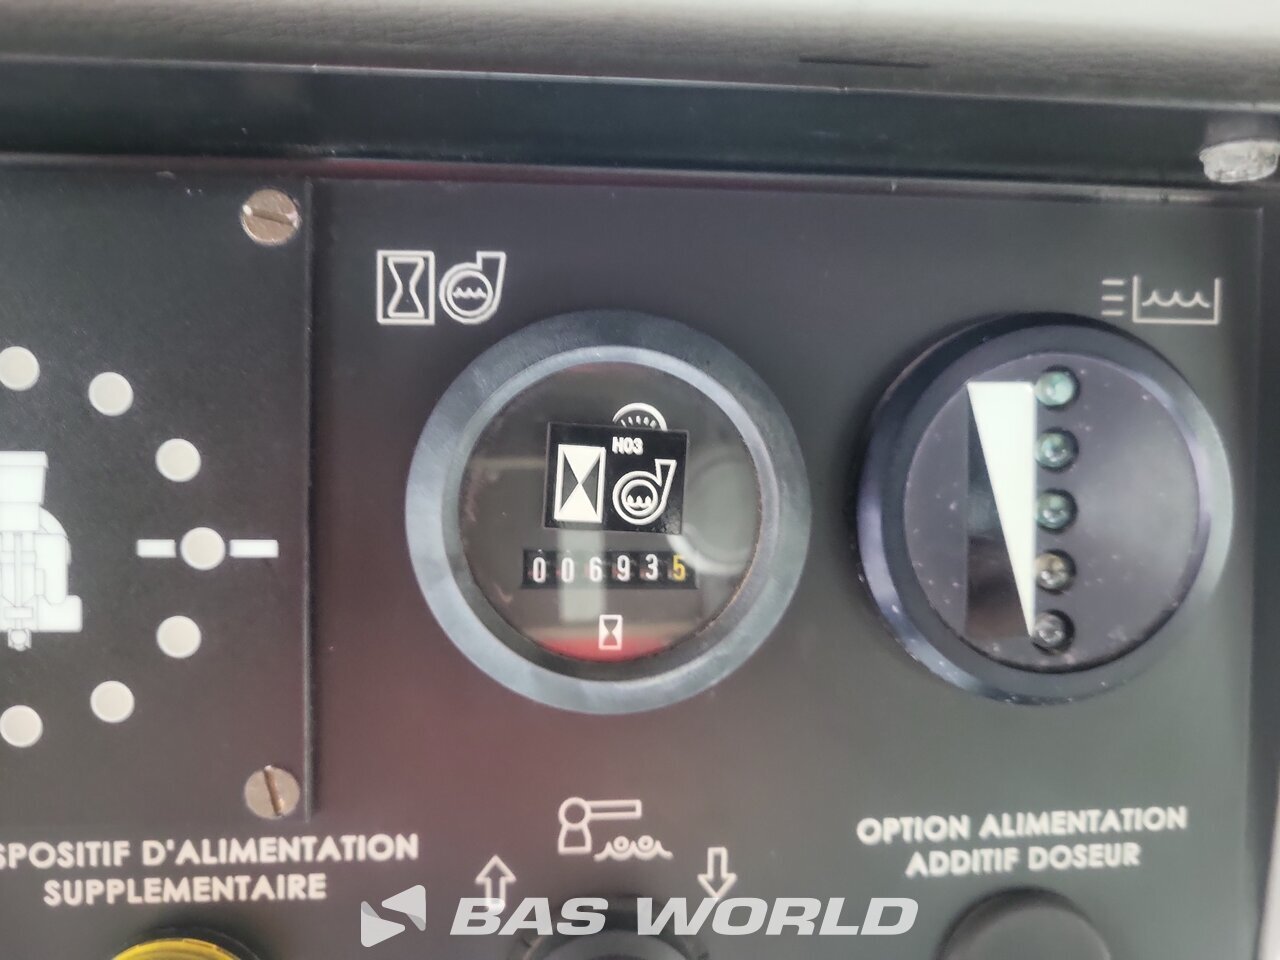 H03
006935
SPOSITIF D'ALIMENTATION
SUPPLEMENTAIRE
OPTION ALIMENTATION
ADDITIF DOSEUR
BAS WORLD